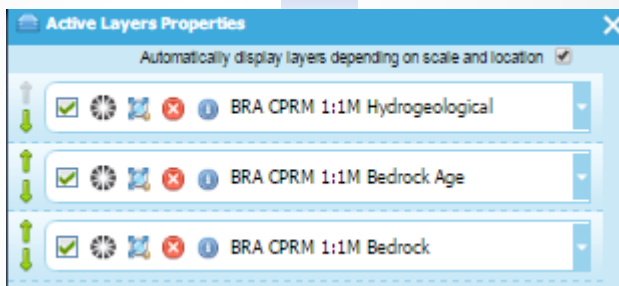 Active Layers Properties
Automatically display layers depending on scale and location
BRA CPRM 1:1M Hydrogeological
BRA CPRM 1:1M Bedrock Age
BRA CPRM 1:1M Bedrock